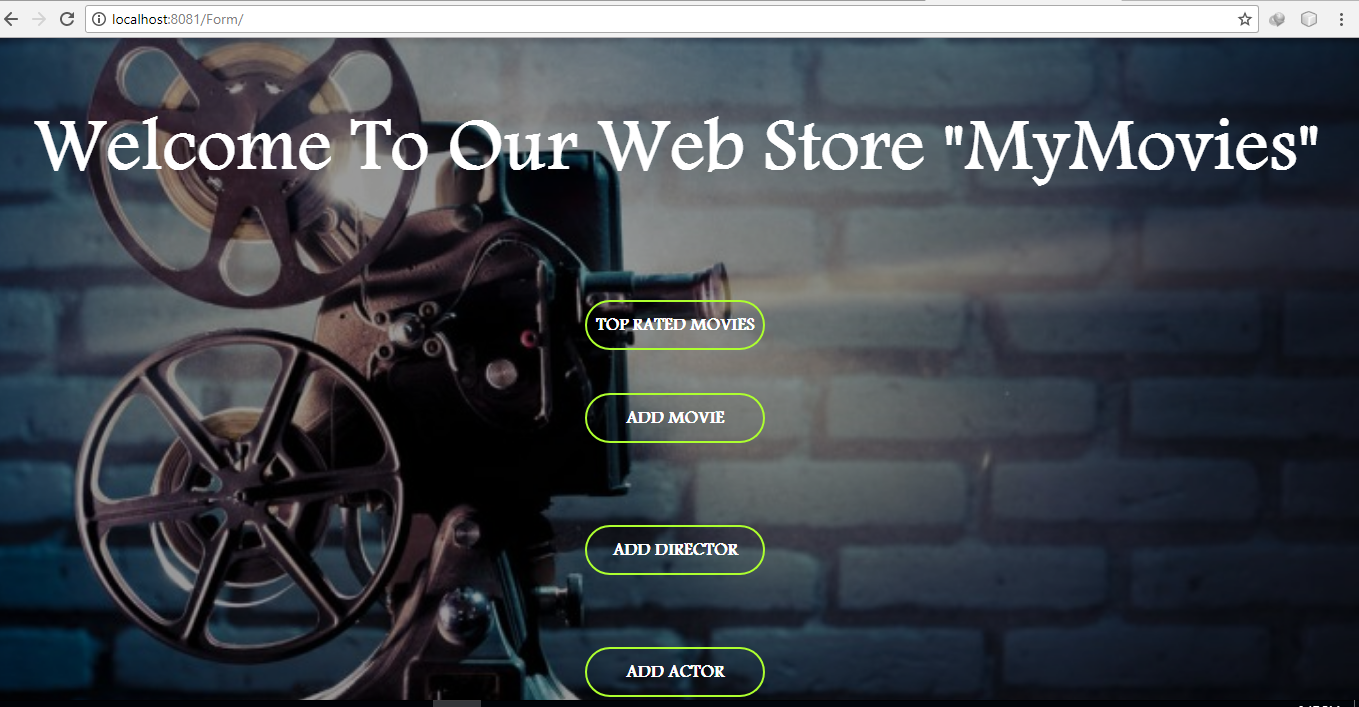 localhost:8081/Form/
Welcome To Our Web Store "MyMovies"
TOP RATED MOVIES
ADD MOVIE
ADD DIRECTOR
ADD ACTOR